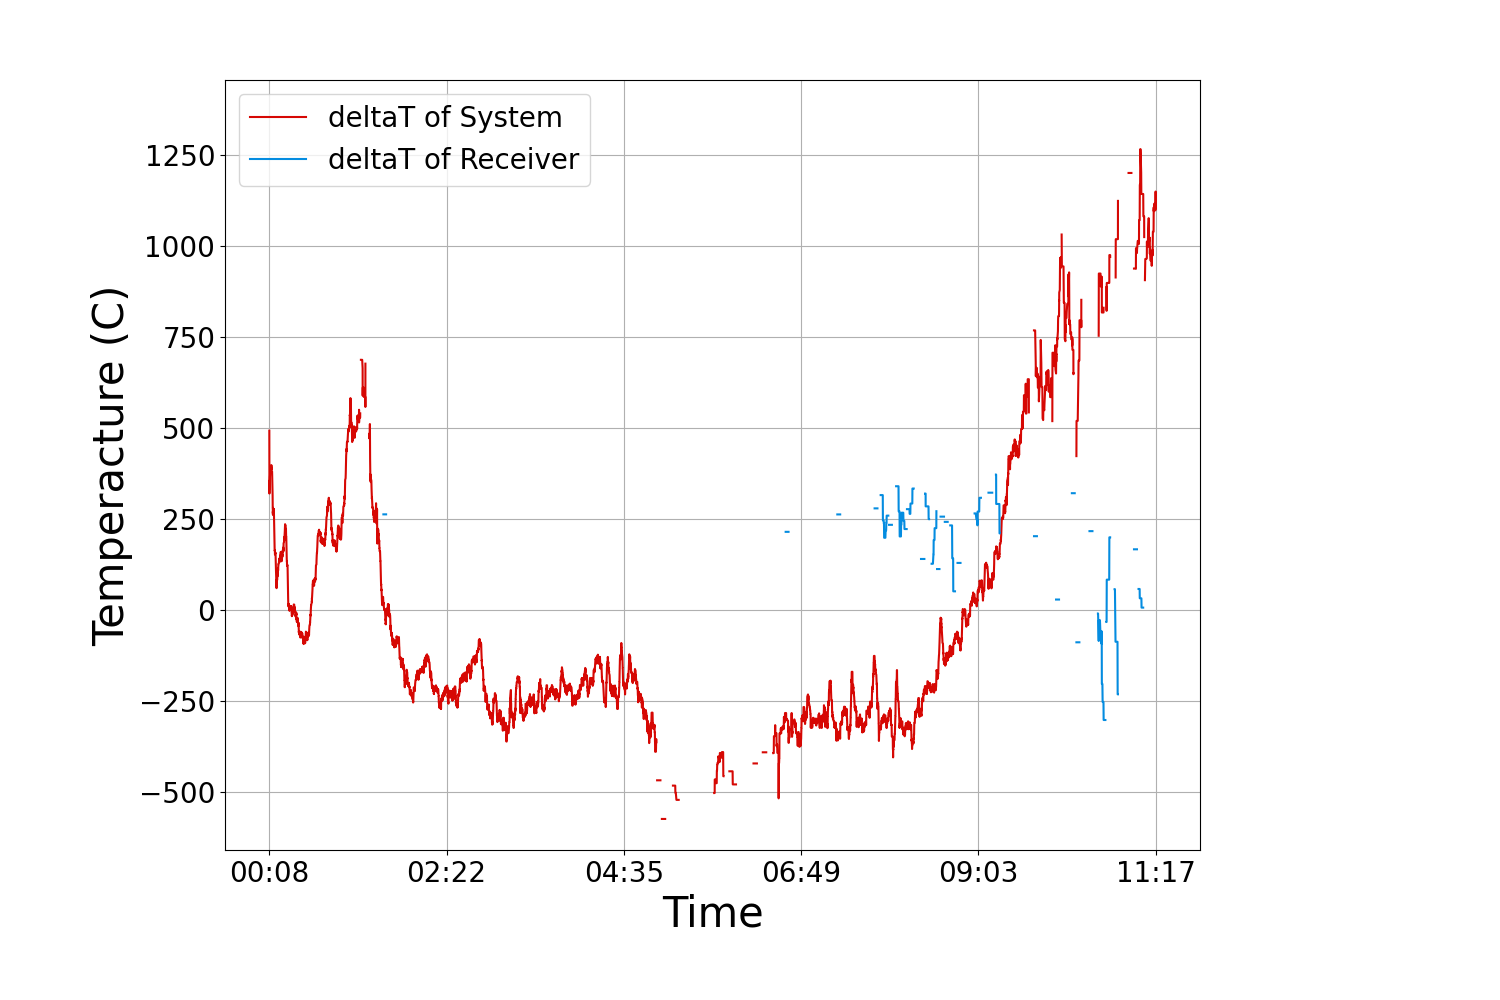 deltaT of System
deltaT of Receiver
1250
1000
750
500
250
0
−250
−500
Temperacture (C)
00:08 02:22 04:35 06:49 09:03 11:17
Time